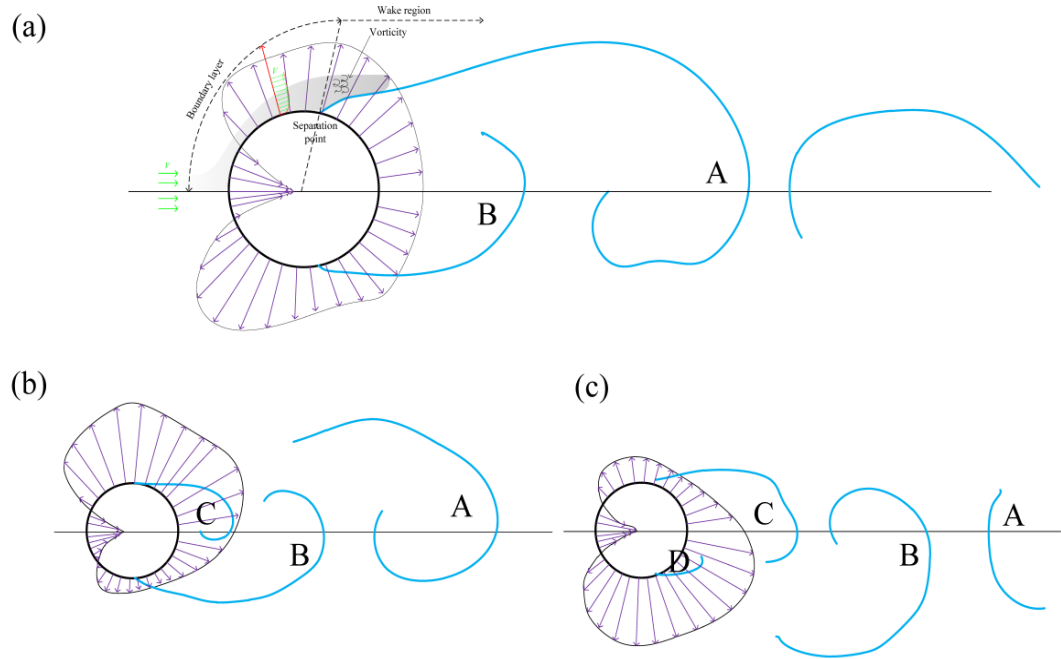 (a)
Wake region
Vorticity
Boundary layer
Separation
point
A
B
(b)
C
B
A
(c)
C
D
B
A